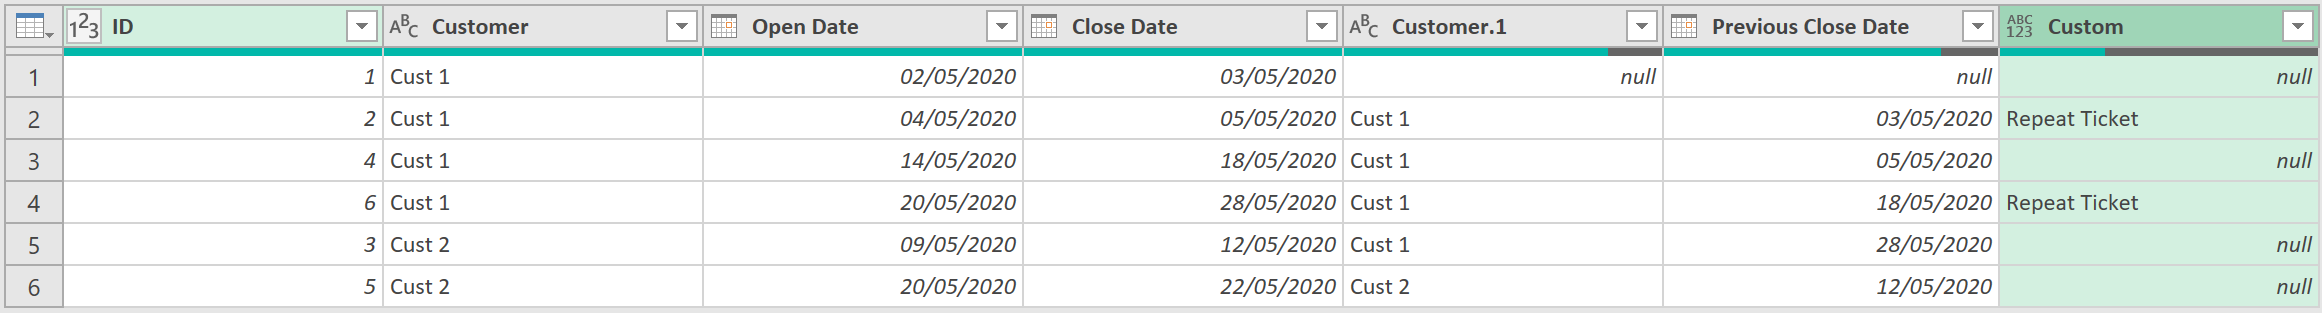 123 ID ABC Customer Open Date Close Date ABC Customer.1 Previous Close Date ABC 123 Custom
1 1 Cust 1 02/05/2020 03/05/2020 null null null
2 2 Cust 1 04/05/2020 05/05/2020 Cust 1 03/05/2020 Repeat Ticket
3 4 Cust 1 14/05/2020 18/05/2020 Cust 1 05/05/2020 null
4 6 Cust 1 20/05/2020 28/05/2020 Cust 1 18/05/2020 Repeat Ticket
5 3 Cust 2 09/05/2020 12/05/2020 Cust 1 28/05/2020 null
6 5 Cust 2 20/05/2020 22/05/2020 Cust 2 12/05/2020 null